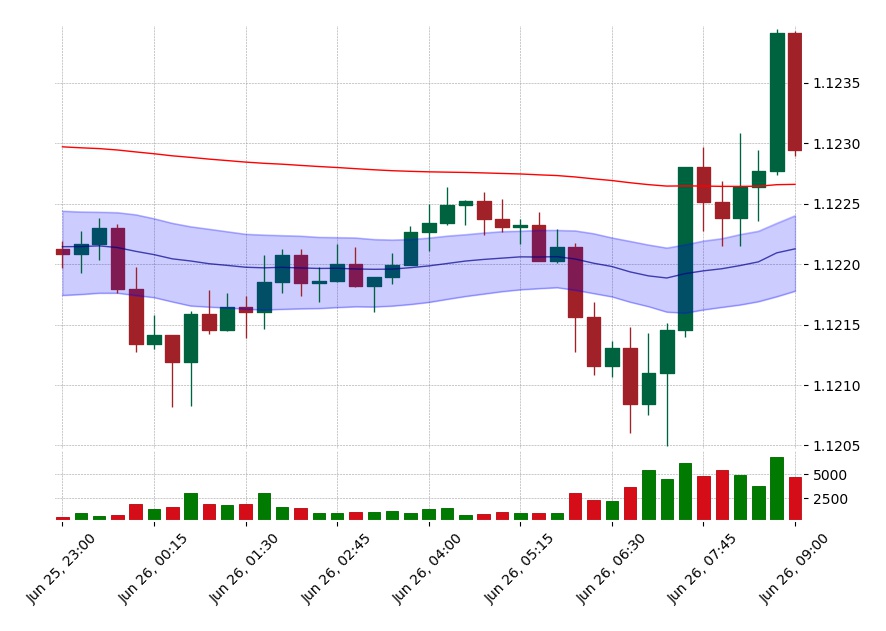 1.1235
1.1230
1.1225
1.1220
1.1215
1.1210
1.1205
5000
2500
Jun 25, 23:00
Jun 26, 00:15
Jun 26, 01:30
Jun 26, 02:45
Jun 26, 04:00
Jun 26, 05:15
Jun 26, 06:30
Jun 26, 07:45
Jun 26, 09:00